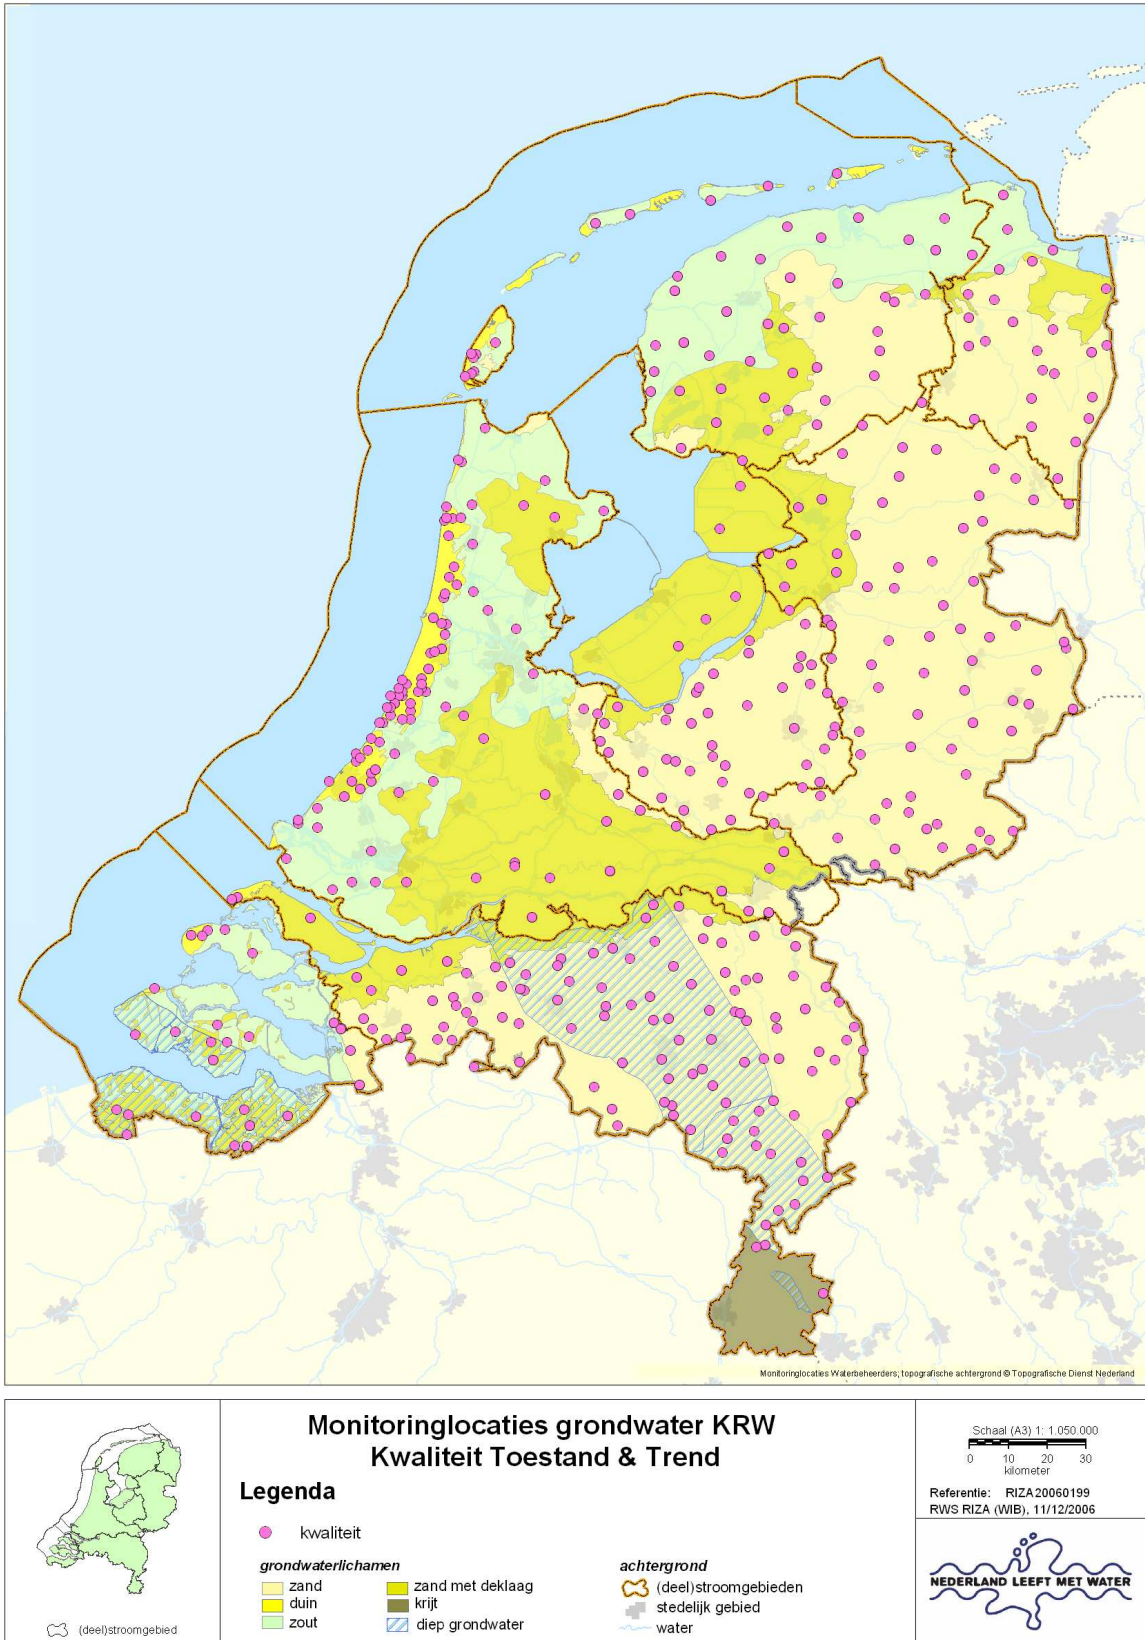 Monitoringlocaties Waterbeheerders; topografische achtergrond © Topografische Dienst Nederland
Monitoringlocaties grondwater KRW
Kwaliteit Toestand & Trend
Legenda
kwaliteit
grondwaterlichamen
zand
duin
zout
zand met deklaag
krijt
diep grondwater
achtergrond
(deel)stroomgebieden
stedelijk gebied
water
(deel)stroomgebied
Schaal (A3) 1: 1.050.000
0 10 20 30
kilometer
Referentie: RIZA20060199
RWS RIZA (WIB), 11/12/2006
NEDERLAND LEEFT MET WATER